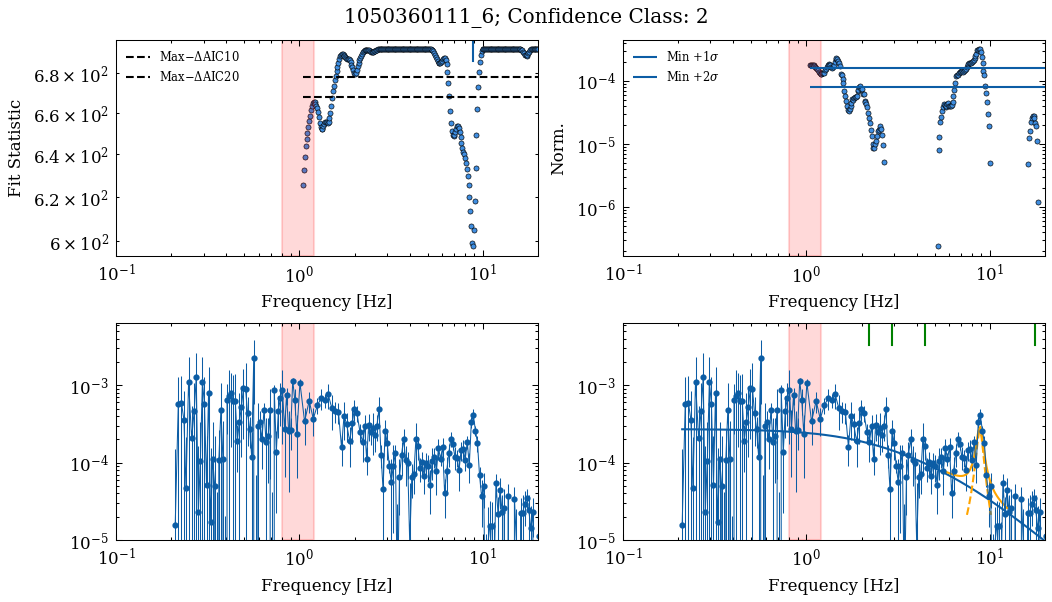 1050360111_6; Confidence Class: 2
Max−ΔAIC10
Max−ΔAIC20
6.8 × 10²
6.6 × 10²
6.4 × 10²
6.2 × 10²
6 × 10²
Fit Statistic
10⁻¹ 10⁰ 10¹
Frequency [Hz]
Min +1σ
Min +2σ
10⁻⁴
10⁻⁵
10⁻⁶
Norm.
10⁻¹ 10⁰ 10¹
Frequency [Hz]
10⁻³
10⁻⁴
10⁻⁵
10⁻¹ 10⁰ 10¹
Frequency [Hz]
10⁻³
10⁻⁴
10⁻⁵
10⁻¹ 10⁰ 10¹
Frequency [Hz]